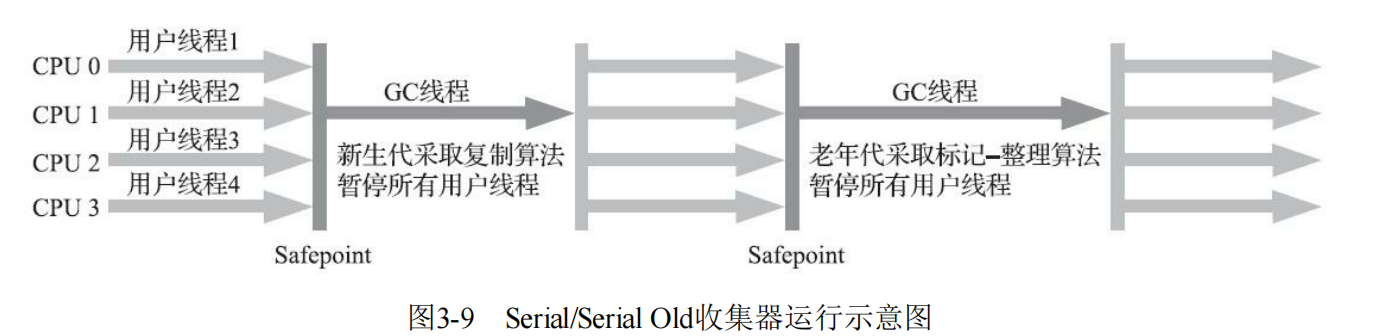 用户线程1
CPU 0
用户线程2
CPU 1
用户线程3
CPU 2
用户线程4
CPU 3
GC线程
新生代采取复制算法
暂停所有用户线程
Safepoint
GC线程
老年代采取标记–整理算法
暂停所有用户线程
Safepoint
图3-9 Serial/Serial Old收集器运行示意图